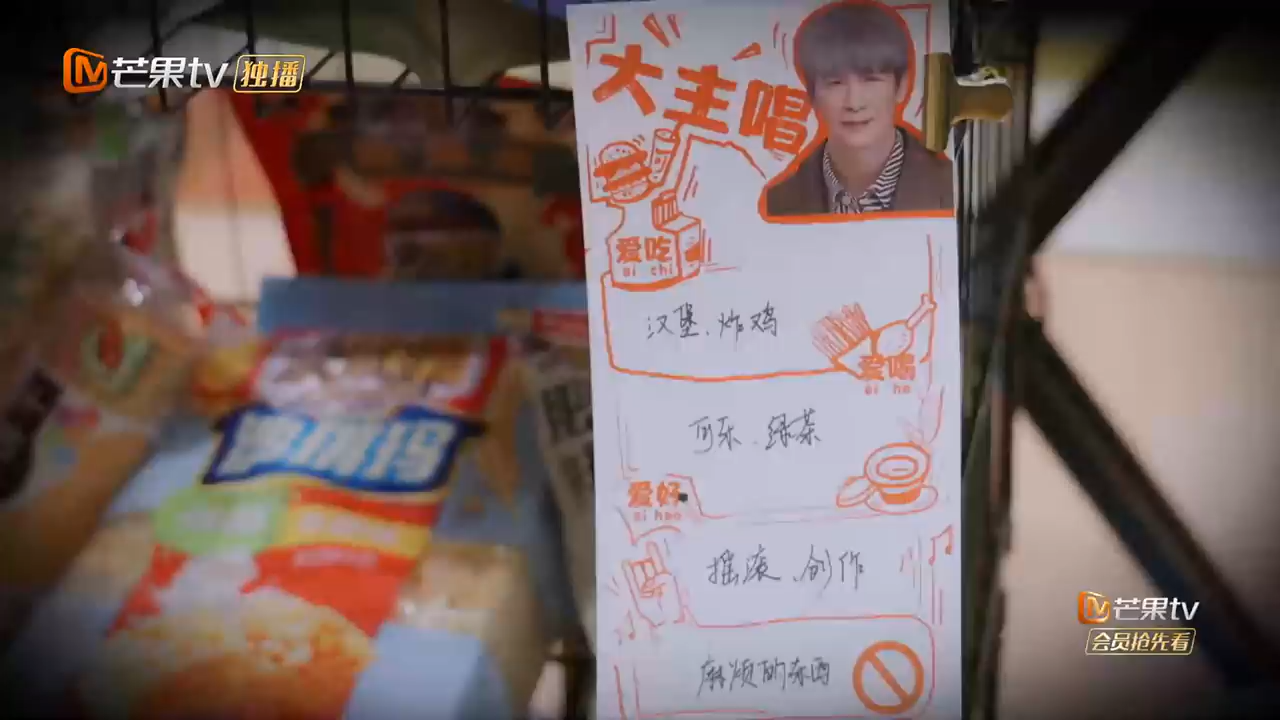 芒果tv 独播
大主唱
爱吃
ai chi
汉堡、炸鸡
爱喝
ai he
可乐、绿茶
爱好
ai hao
摇滚、创作
麻烦的东西
芒果tv
会员抢先看